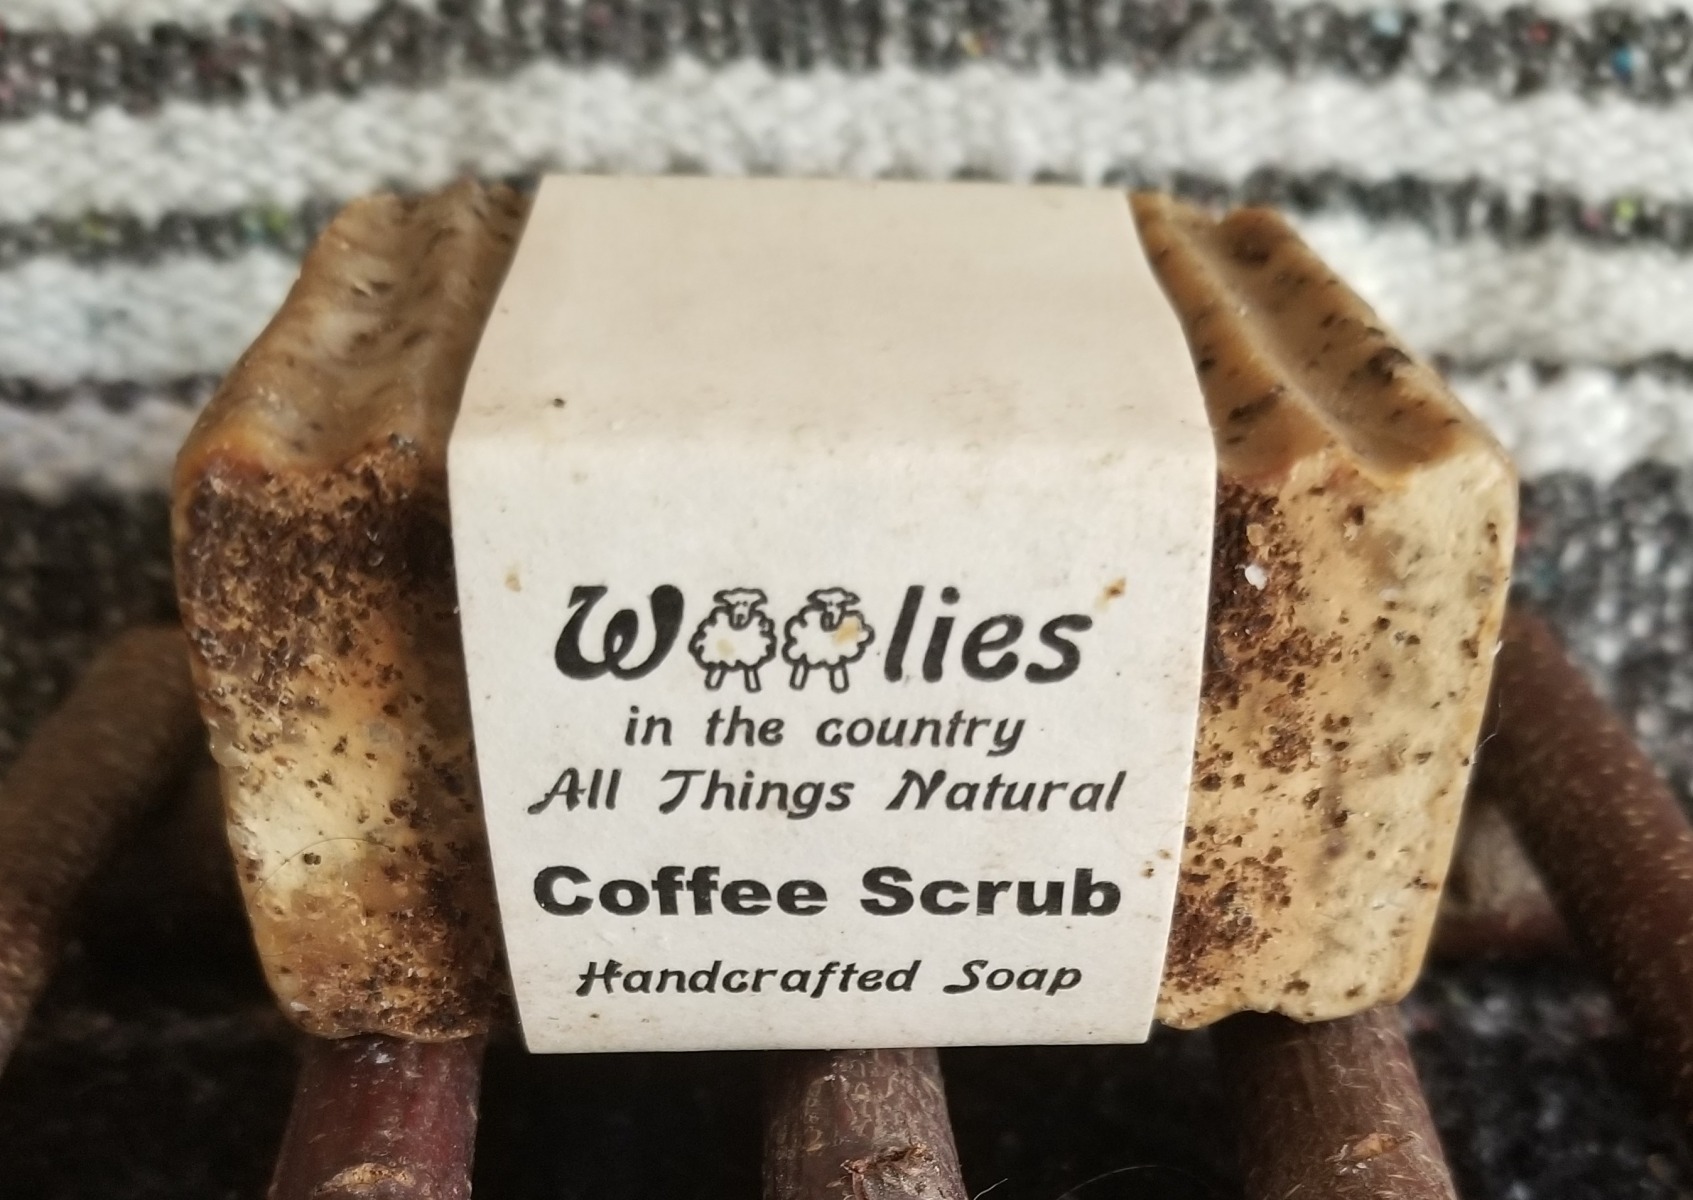 Woolies
in the country
All Things Natural
Coffee Scrub
Handcrafted Soap